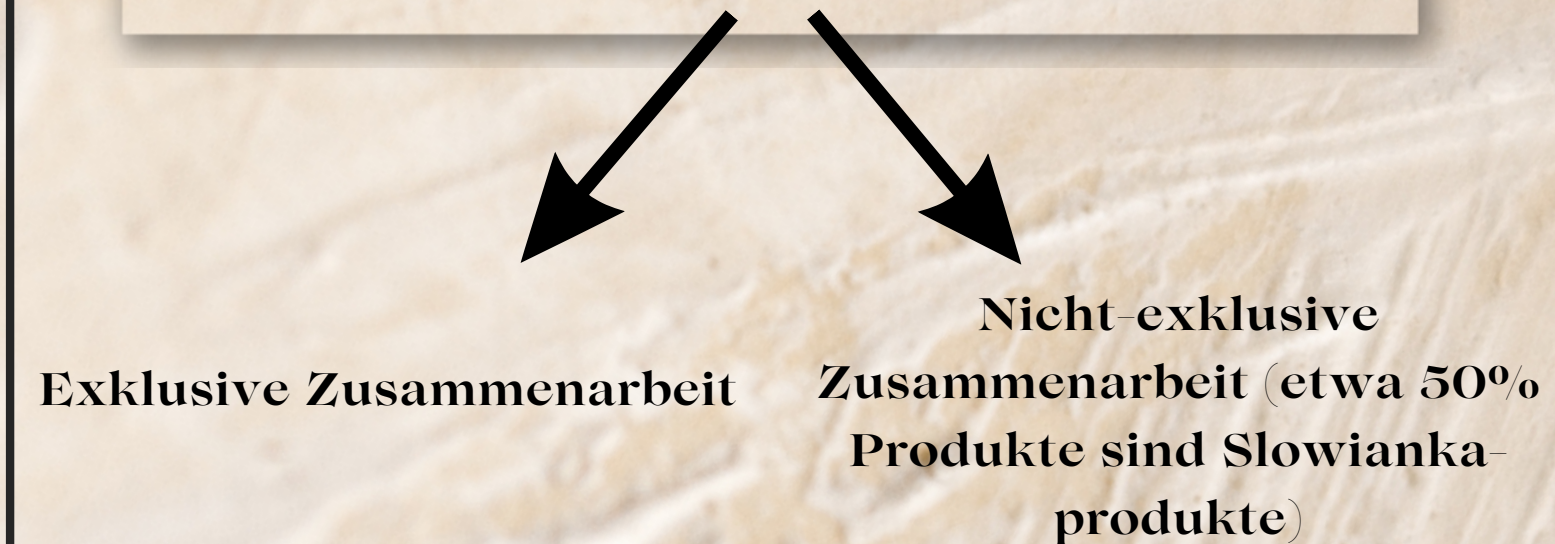 Exklusive Zusammenarbeit
Nicht-exklusive
Zusammenarbeit (etwa 50%
Produkte sind Slowianka-
produkte)